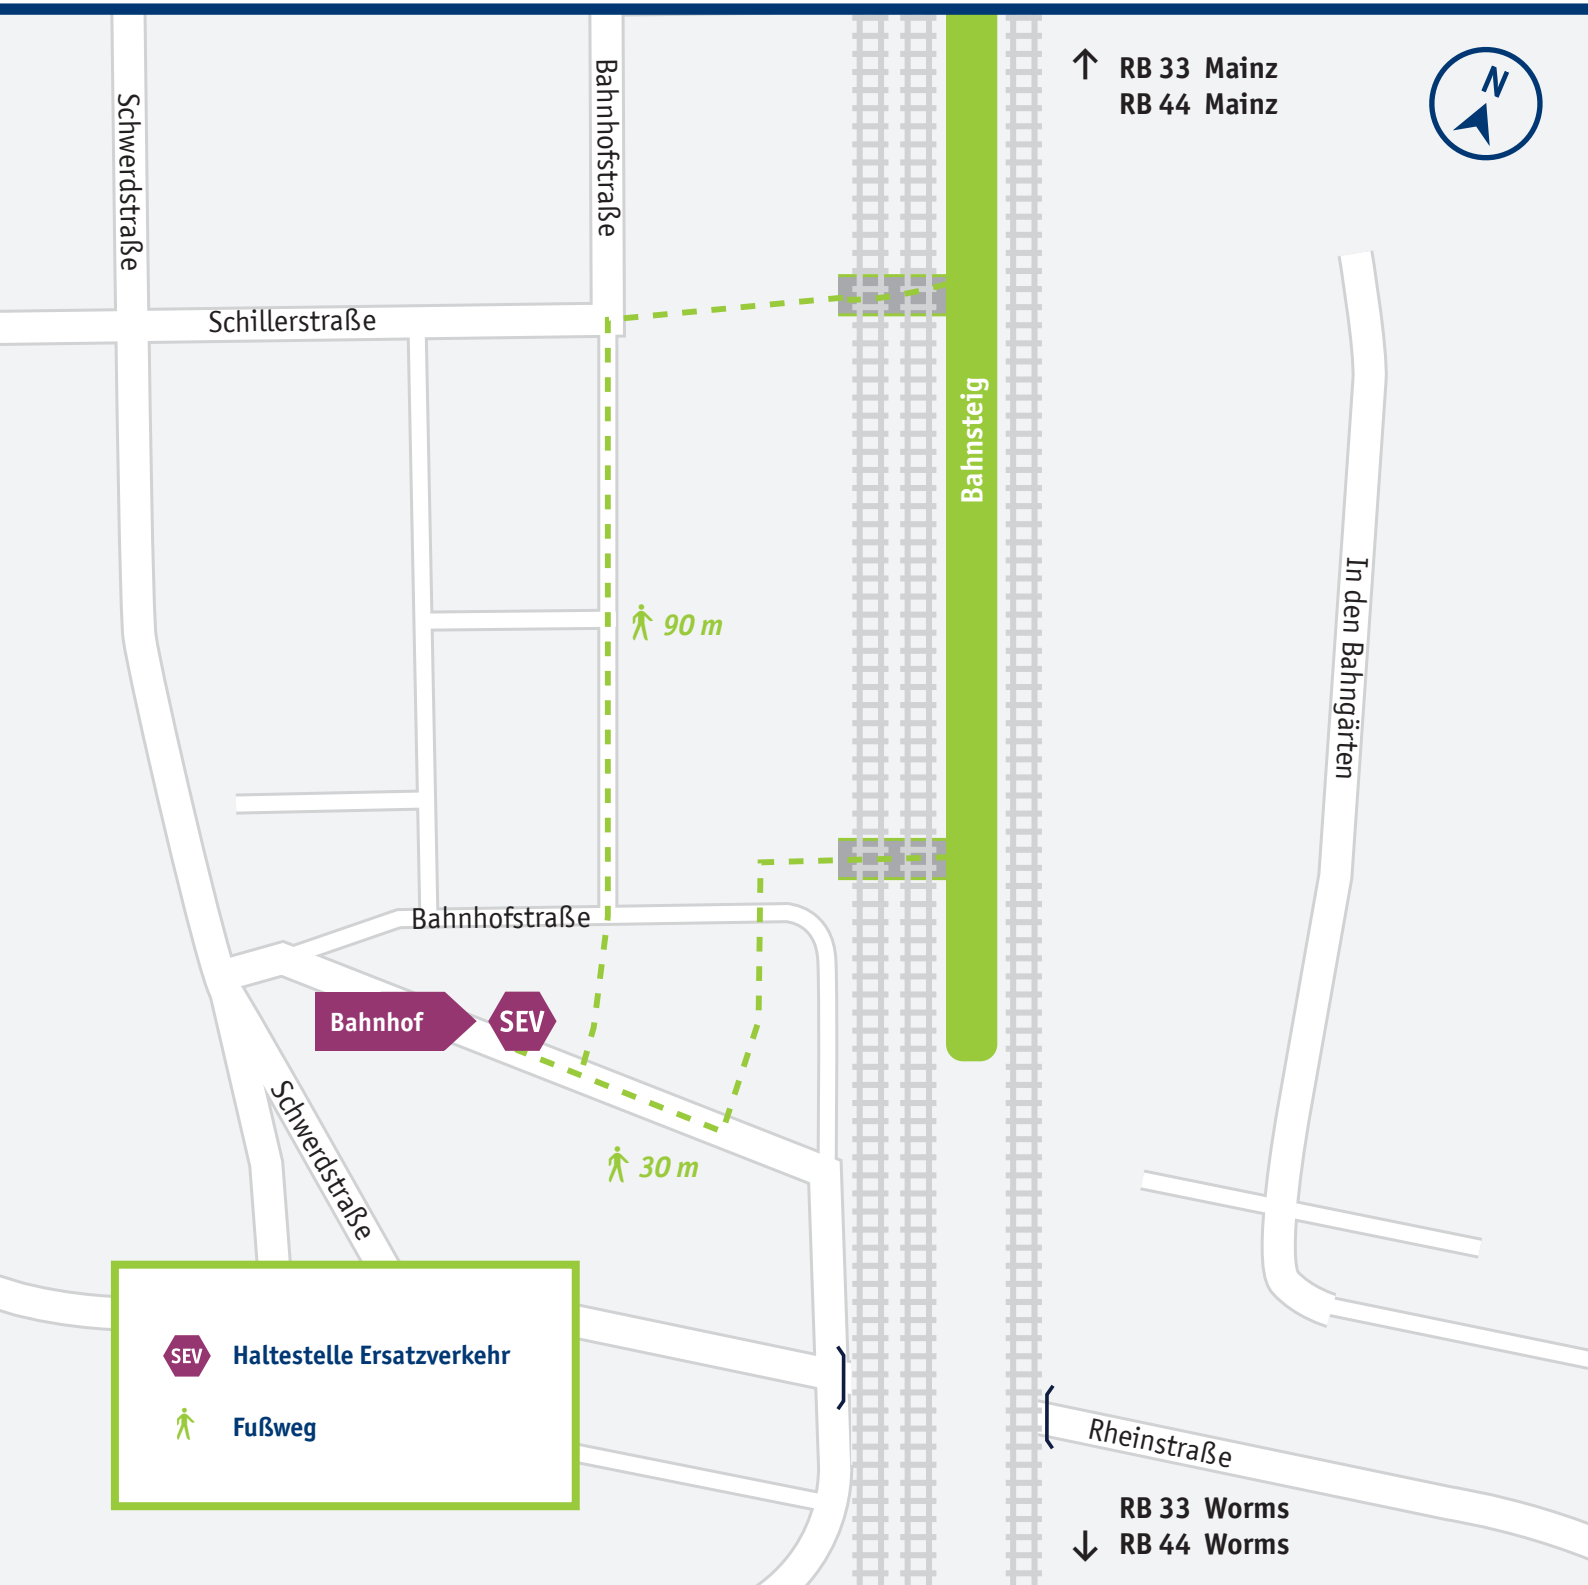 RB 33 Mainz
RB 44 Mainz
N
Schwerdstraße
Bahnhofstraße
Schillerstraße
Bahnsteig
90 m
In den Bahngärten
Bahnhofstraße
Bahnhof
SEV
Schwerdstraße
30 m
SEV Haltestelle Ersatzverkehr
Fußweg
Rheinstraße
RB 33 Worms
RB 44 Worms